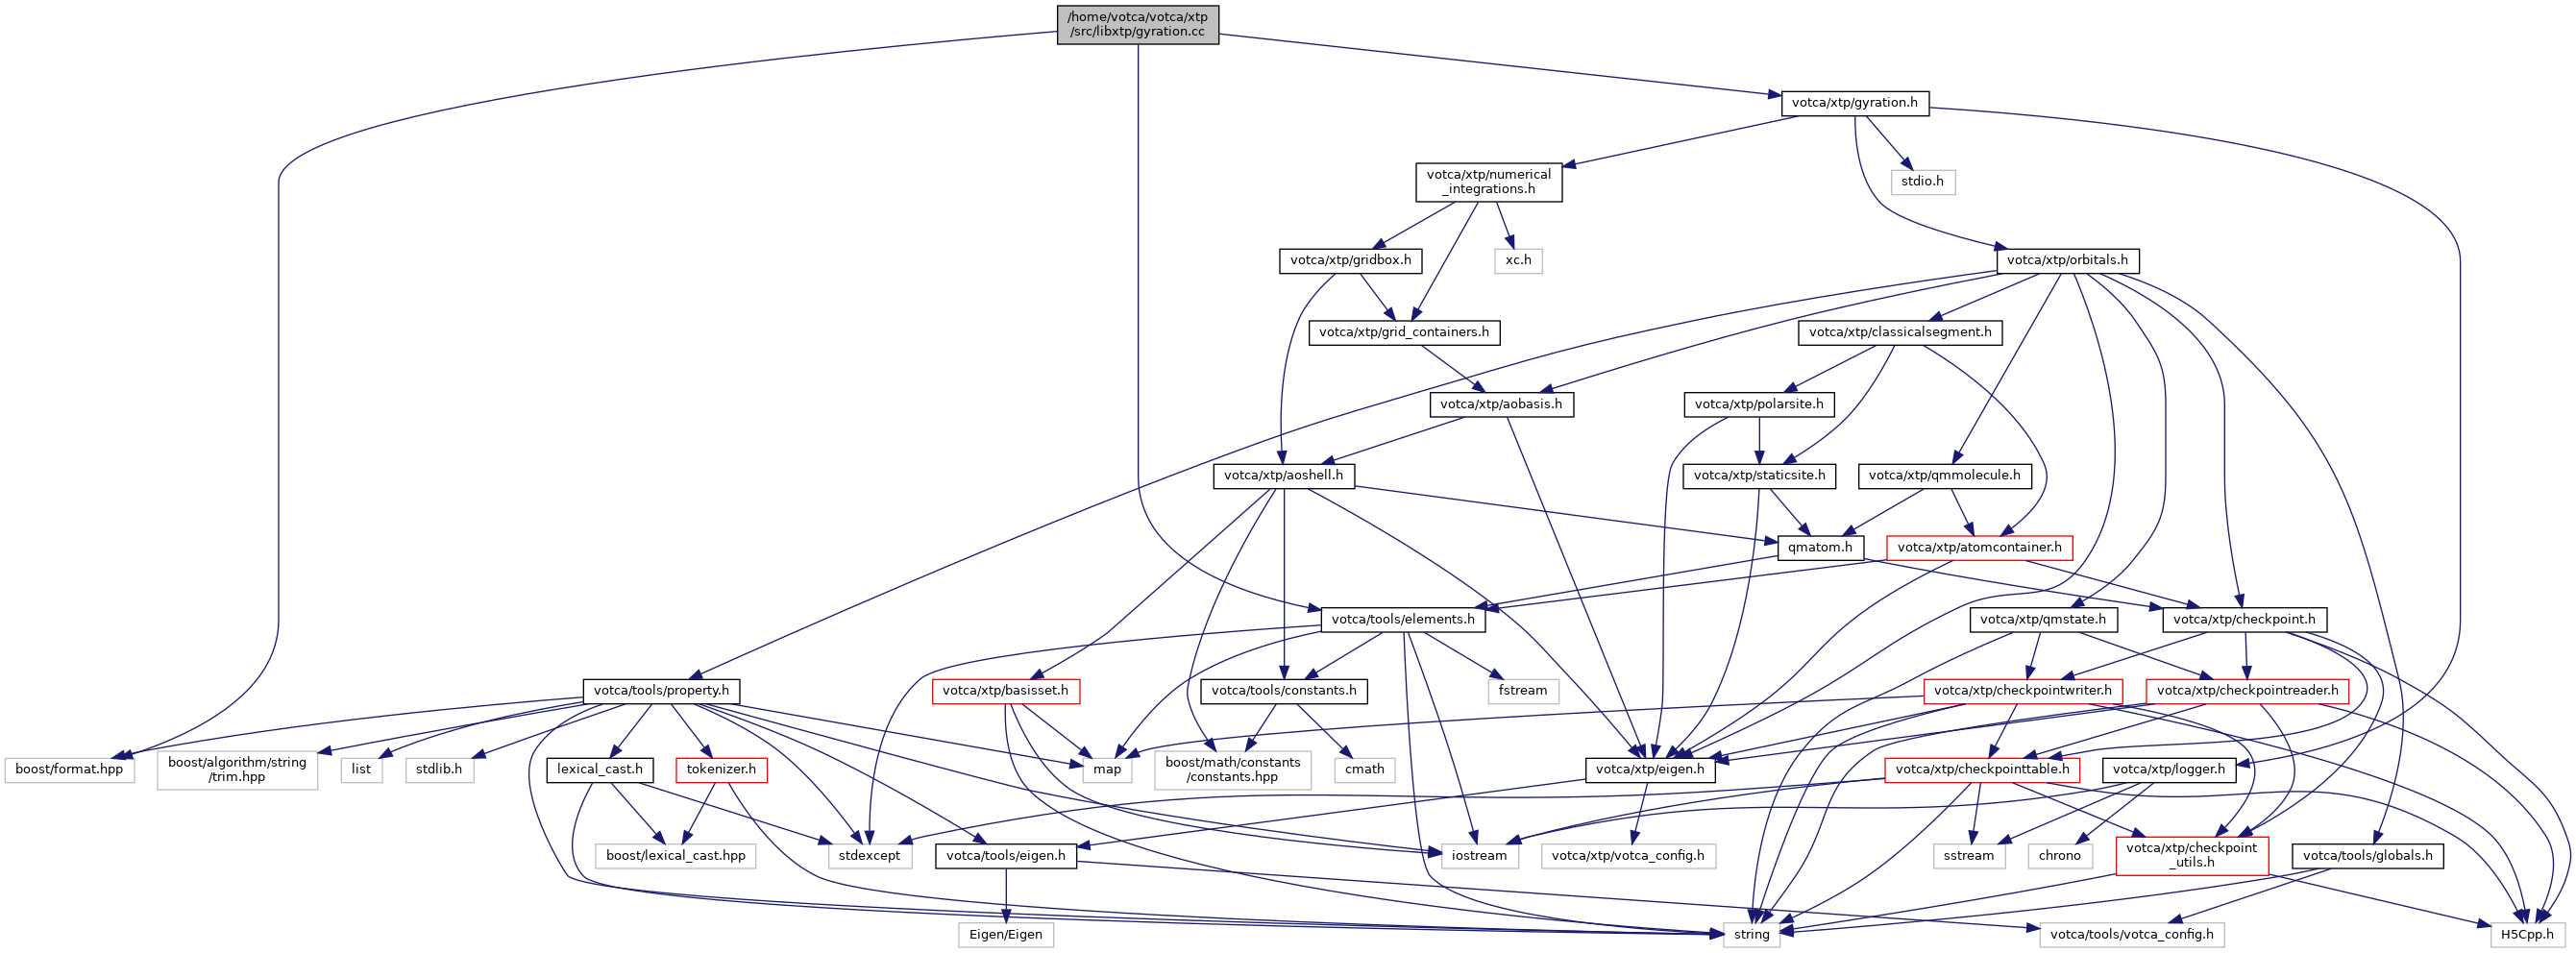 /home/votca/votca/xtp
/src/libxtp/gyration.cc
votca/xtp/gyration.h
votca/xtp/numerical
_integrations.h
stdio.h
votca/xtp/gridbox.h
xc.h
votca/xtp/orbitals.h
votca/xtp/grid_containers.h
votca/xtp/classicalsegment.h
votca/xtp/aobasis.h
votca/xtp/polarsite.h
votca/xtp/aoshell.h
votca/xtp/staticsite.h
votca/xtp/qmmolecule.h
qmatom.h
votca/xtp/atomcontainer.h
votca/tools/elements.h
votca/xtp/qmstate.h
votca/xtp/checkpoint.h
votca/tools/property.h
votca/xtp/basisset.h
votca/tools/constants.h
fstream
votca/xtp/checkpointwriter.h
votca/xtp/checkpointreader.h
boost/format.hpp
boost/algorithm/string
/trim.hpp
list
stdlib.h
lexical_cast.h
tokenizer.h
map
boost/math/constants
/constants.hpp
cmath
votca/xtp/eigen.h
votca/xtp/checkpointtable.h
votca/xtp/logger.h
boost/lexical_cast.hpp
stdexcept
votca/tools/eigen.h
iostream
votca/xtp/votca_config.h
sstream
chrono
votca/xtp/checkpoint
_utils.h
votca/tools/globals.h
Eigen/Eigen
string
votca/tools/votca_config.h
H5Cpp.h